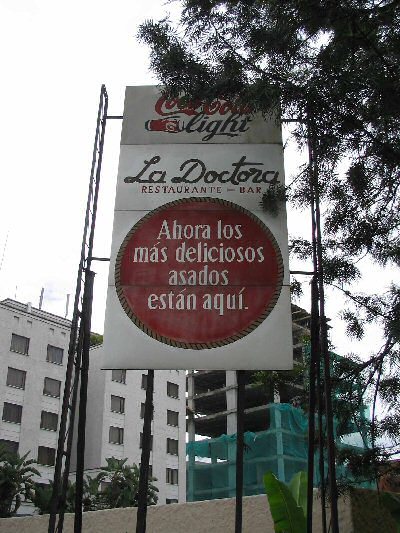 Coca-Cola
light
La Doctora
RESTAURANTE - BAR
Ahora los
más deliciosos
asados
están aquí.